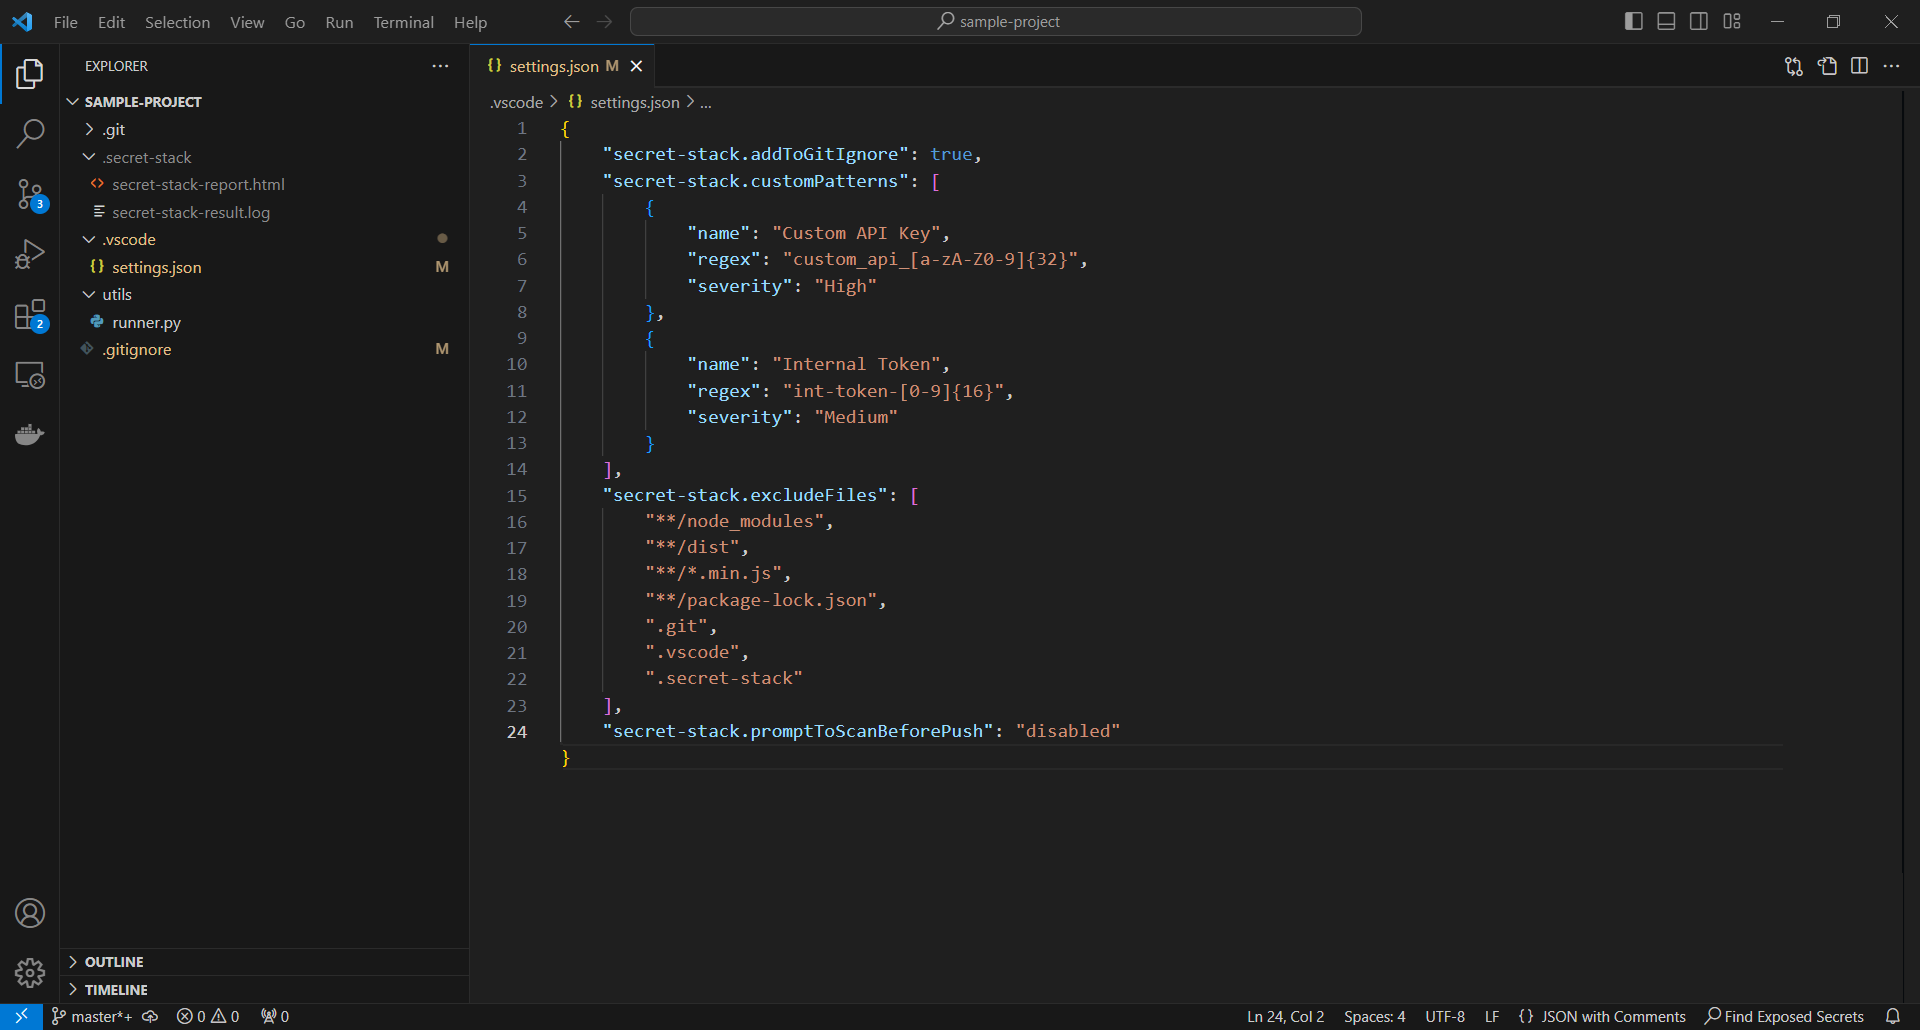 File Edit Selection View Go Run Terminal Help
sample-project
EXPLORER
SAMPLE-PROJECT
.git
.secret-stack
secret-stack-report.html
secret-stack-result.log
.vscode
settings.json M
utils
runner.py
.gitignore M
3
2
OUTLINE
TIMELINE
settings.json M
.vscode > settings.json > ...
1 {
2 "secret-stack.addToGitIgnore": true,
3 "secret-stack.customPatterns": [
4 {
5 "name": "Custom API Key",
6 "regex": "custom_api_[a-zA-Z0-9]{32}",
7 "severity": "High"
8 },
9 {
10 "name": "Internal Token",
11 "regex": "int-token-[0-9]{16}",
12 "severity": "Medium"
13 }
14 ],
15 "secret-stack.excludeFiles": [
16 "**/node_modules",
17 "**/dist",
18 "**/*.min.js",
19 "**/package-lock.json",
20 ".git",
21 ".vscode",
22 ".secret-stack"
23 ],
24 "secret-stack.promptToScanBeforePush": "disabled"
}
master*+ 0 0 0 Ln 24, Col 2 Spaces: 4 UTF-8 LF {} JSON with Comments Find Exposed Secrets